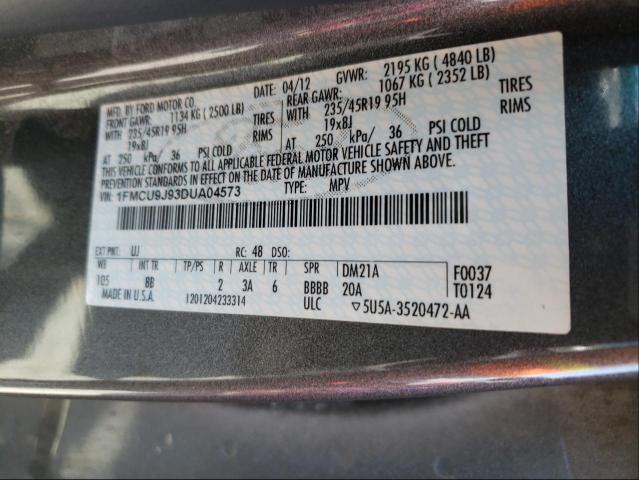 MFD. BY FORD MOTOR CO. DATE: 04/12 GVWR: 2195 KG ( 4840 LB)
FRONT GAWR: 1134 KG ( 2500 LB) REAR GAWR: 1067 KG ( 2352 LB)
WITH 235/45R19 95H TIRES WITH 235/45R19 95H TIRES
19x8J RIMS 19x8J RIMS
AT 250 kPa/ 36 PSI COLD AT 250 kPa/ 36 PSI COLD
THIS VEHICLE CONFORMS TO ALL APPLICABLE FEDERAL MOTOR VEHICLE SAFETY AND THEFT
PREVENTION STANDARDS IN EFFECT ON THE DATE OF MANUFACTURE SHOWN ABOVE.
VIN: 1FMCU9J93DUA04573 TYPE: MPV
EXT PNT: UJ RC: 48 DSO:
WB INT TR TP/PS R AXLE TR SPR DM21A F0037
105 8B 2 3A 6 BBBB 20A T0124
MADE IN U.S.A. 1201204233314 ULC ▽5U5A-3520472-AA